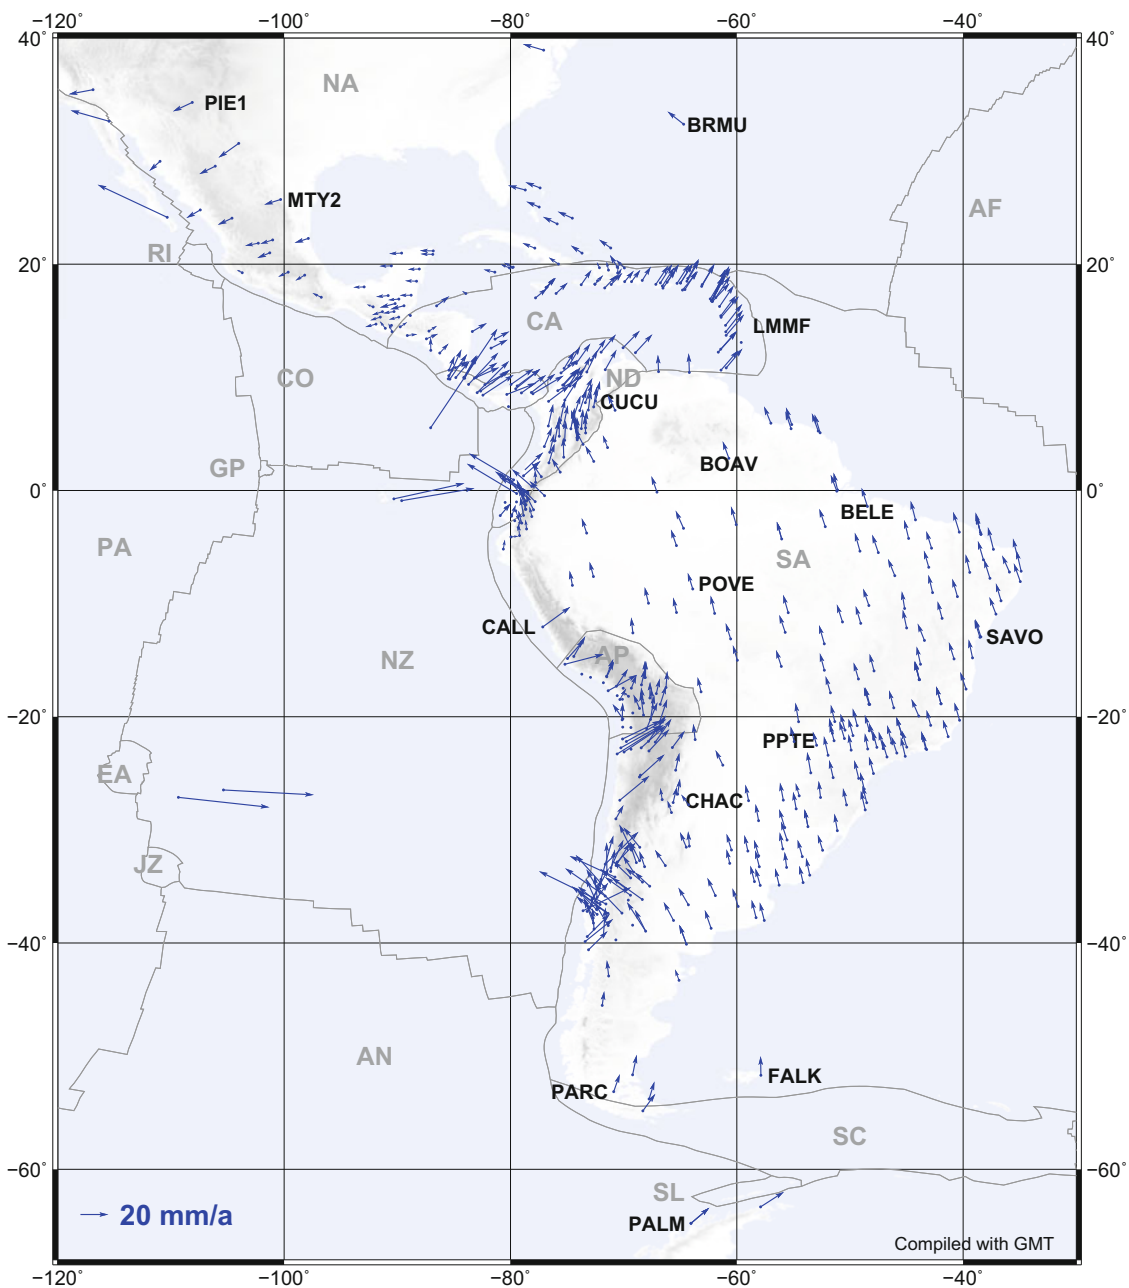 −120° −100° −80° −60° −40°
40° 40°
NA
PIE1
BRMU
MTY2
AF
RI
20° 20°
CA
LMMF
CO
ND
CUCU
GP
BOAV
0° 0°
BELE
PA
SA
POVE
CALL
SAVO
NZ
AP
−20° −20°
PPTE
EA
CHAC
JZ
−40° −40°
AN
FALK
PARC
SC
−60° −60°
SL
20 mm/a
PALM
Compiled with GMT
−120° −100° −80° −60° −40°